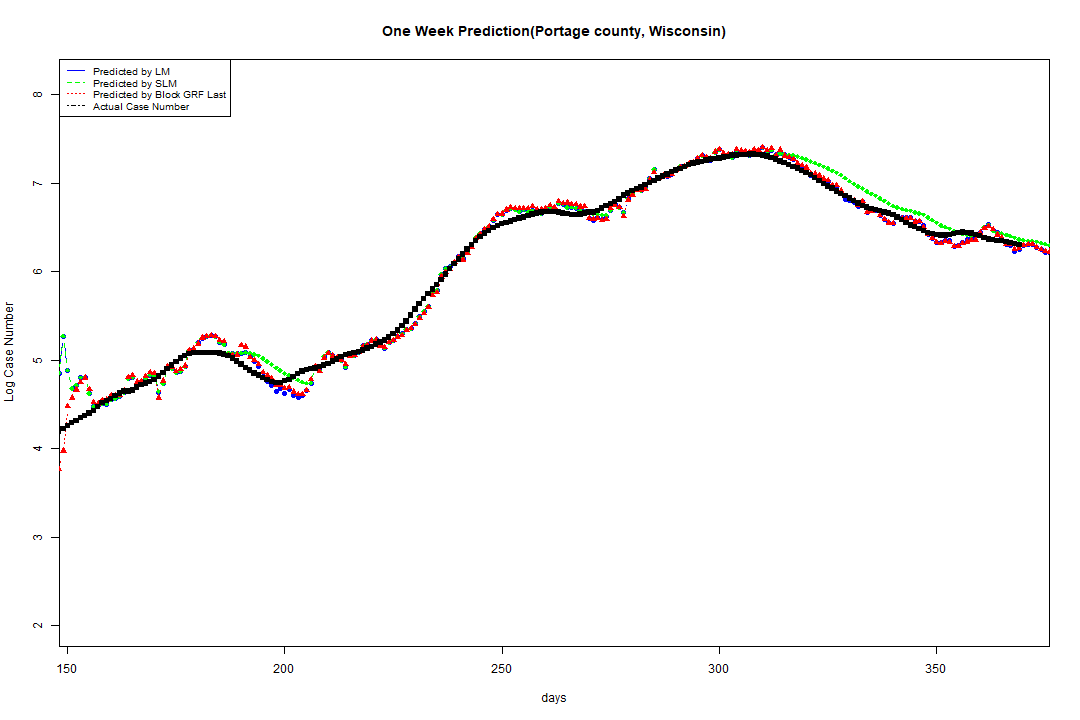 One Week Prediction(Portage county, Wisconsin)
Predicted by LM
Predicted by SLM
Predicted by Block GRF Last
Actual Case Number
8
7
6
5
4
3
2
Log Case Number
150 200 250 300 350
days